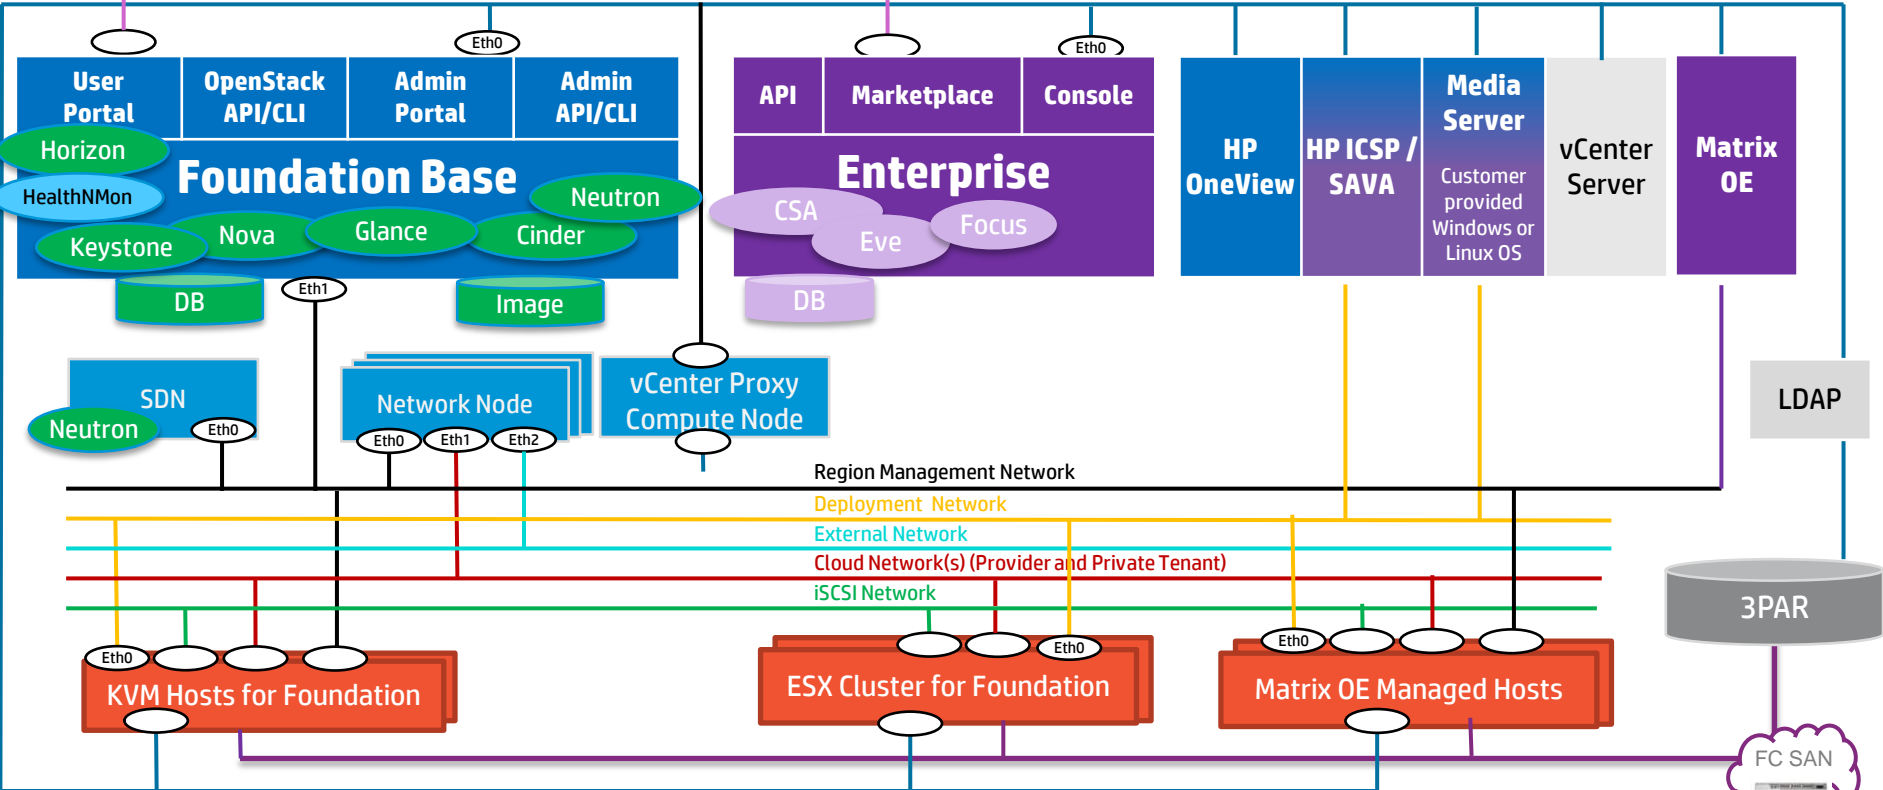 Eth0
Eth0
User
Portal
OpenStack
API/CLI
Admin
Portal
Admin
API/CLI
API
Marketplace
Console
Media
Server
Customer
provided
Windows or
Linux OS
HP
OneView
HP ICSP /
SAVA
vCenter
Server
Matrix
OE
Horizon
Foundation Base
HealthNMon
Neutron
Keystone
Nova
Glance
Cinder
Enterprise
CSA
Eve
Focus
DB
Eth1
Image
DB
SDN
Neutron
Eth0
Network Node
Eth0
Eth1
Eth2
vCenter Proxy
Compute Node
LDAP
Region Management Network
Deployment Network
External Network
Cloud Network(s) (Provider and Private Tenant)
iSCSI Network
3PAR
Eth0
KVM Hosts for Foundation
Eth0
ESX Cluster for Foundation
Eth0
Matrix OE Managed Hosts
FC SAN